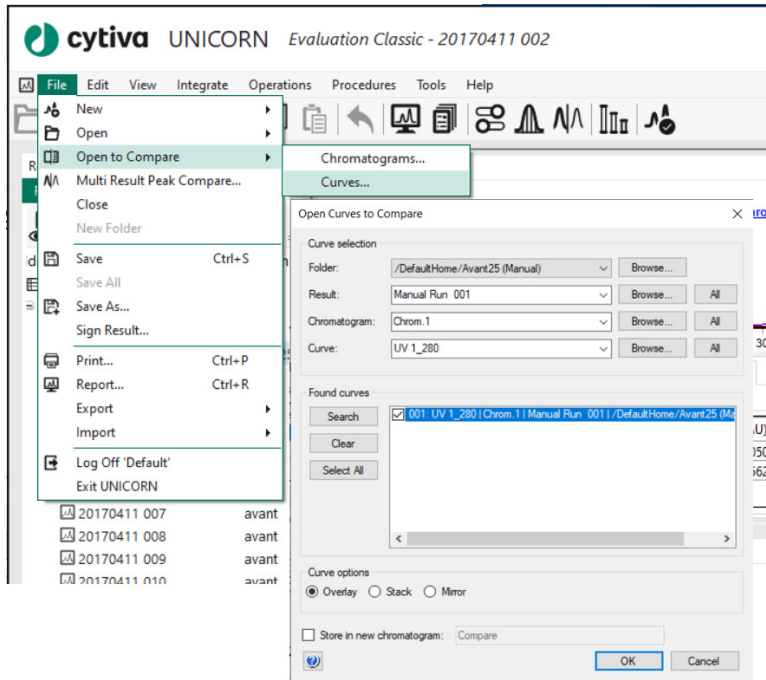 cytiva UNICORN Evaluation Classic - 20170411 002
File Edit View Integrate Operations Procedures Tools Help
New
Open
Open to Compare
Multi Result Peak Compare...
Close
New Folder
Save Ctrl+S
Save All
Save As...
Sign Result...
Print... Ctrl+P
Report... Ctrl+R
Export
Import
Log Off 'Default'
Exit UNICORN
Chromatograms...
Curves...
20170411 007 avant
20170411 008 avant
20170411 009 avant
20170411 010 avant
Open Curves to Compare
Curve selection
Folder: /DefaultHome/Avant25 (Manual) Browse...
Result: Manual Run 001 Browse... All
Chromatogram: Chrom.1 Browse... All
Curve: UV 1_280 Browse... All
Found curves
Search
Clear
Select All
001: UV 1_280 | Chrom.1 | Manual Run 001 | /DefaultHome/Avant25 (Ma
Curve options
Overlay Stack Mirror
Store in new chromatogram: Compare
OK Cancel
30